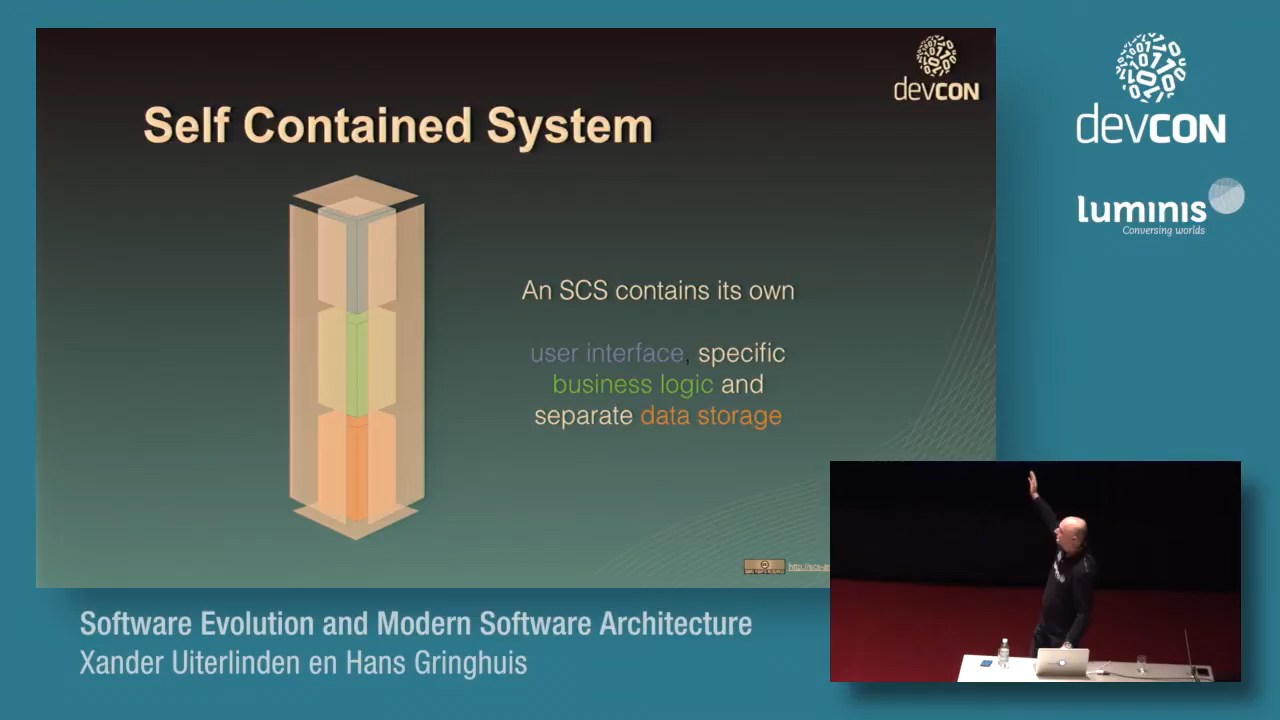 devCON
Self Contained System
An SCS contains its own
user interface, specific
business logic and
separate data storage
devCON
luminis
Conversing worlds
Software Evolution and Modern Software Architecture
Xander Uiterlinden en Hans Gringhuis